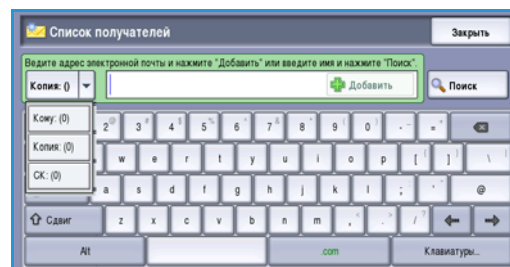 Список получателей
Закрыть
Ведите адрес электронной почты и нажмите "Добавить" или введите имя и нажмите "Поиск".
Копия: () Добавить Поиск
Кому: (0)
Копия: (0)
СК: (0)
2 @ 3 # 4 $ 5 % 6 ^ 7 & 8 * 9 ( 0 ) - _ = +
w e r t y u i o p [ { ] } \ |
a s d f g h j k l ; : ' " @
Сдвиг z x c v b n m , < . > / ?
Alt .com Клавиатуры...